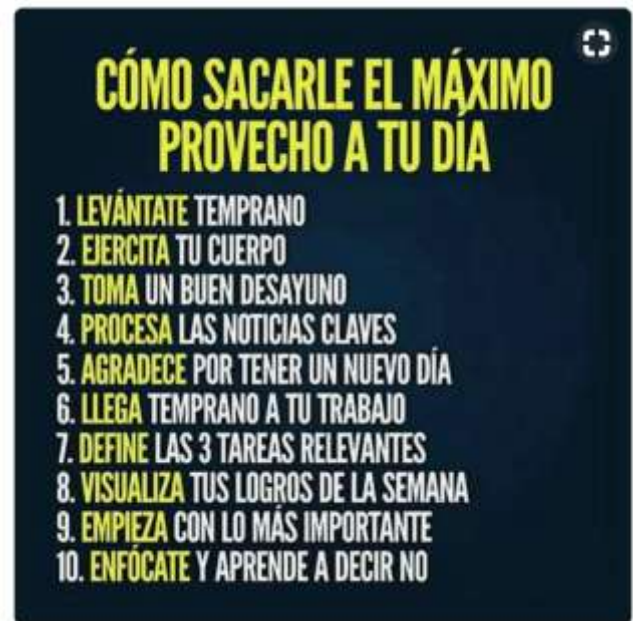 CÓMO SACARLE EL MÁXIMO
PROVECHO A TU DÍA
1. LEVÁNTATE TEMPRANO
2. EJERCITA TU CUERPO
3. TOMA UN BUEN DESAYUNO
4. PROCESA LAS NOTICIAS CLAVES
5. AGRADECE POR TENER UN NUEVO DÍA
6. LLEGA TEMPRANO A TU TRABAJO
7. DEFINE LAS 3 TAREAS RELEVANTES
8. VISUALIZA TUS LOGROS DE LA SEMANA
9. EMPIEZA CON LO MÁS IMPORTANTE
10. ENFÓCATE Y APRENDE A DECIR NO